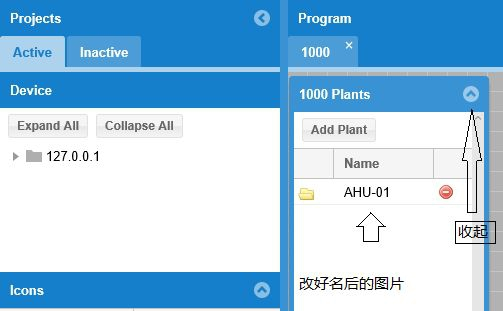 Projects
Active
Inactive
Device
Expand All
Collapse All
127.0.0.1
Icons
Program
1000
1000 Plants
Add Plant
Name
AHU-01
收起
改好名后的图片